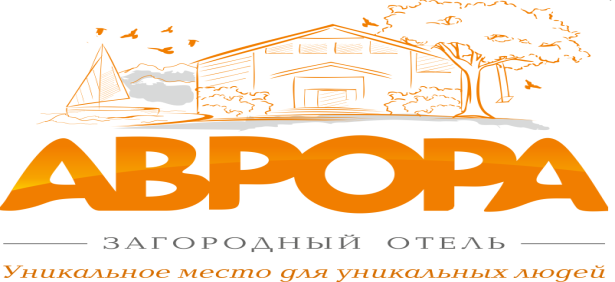 АВРОРА
ЗАГОРОДНЫЙ ОТЕЛЬ
Уникальное место для уникальных людей